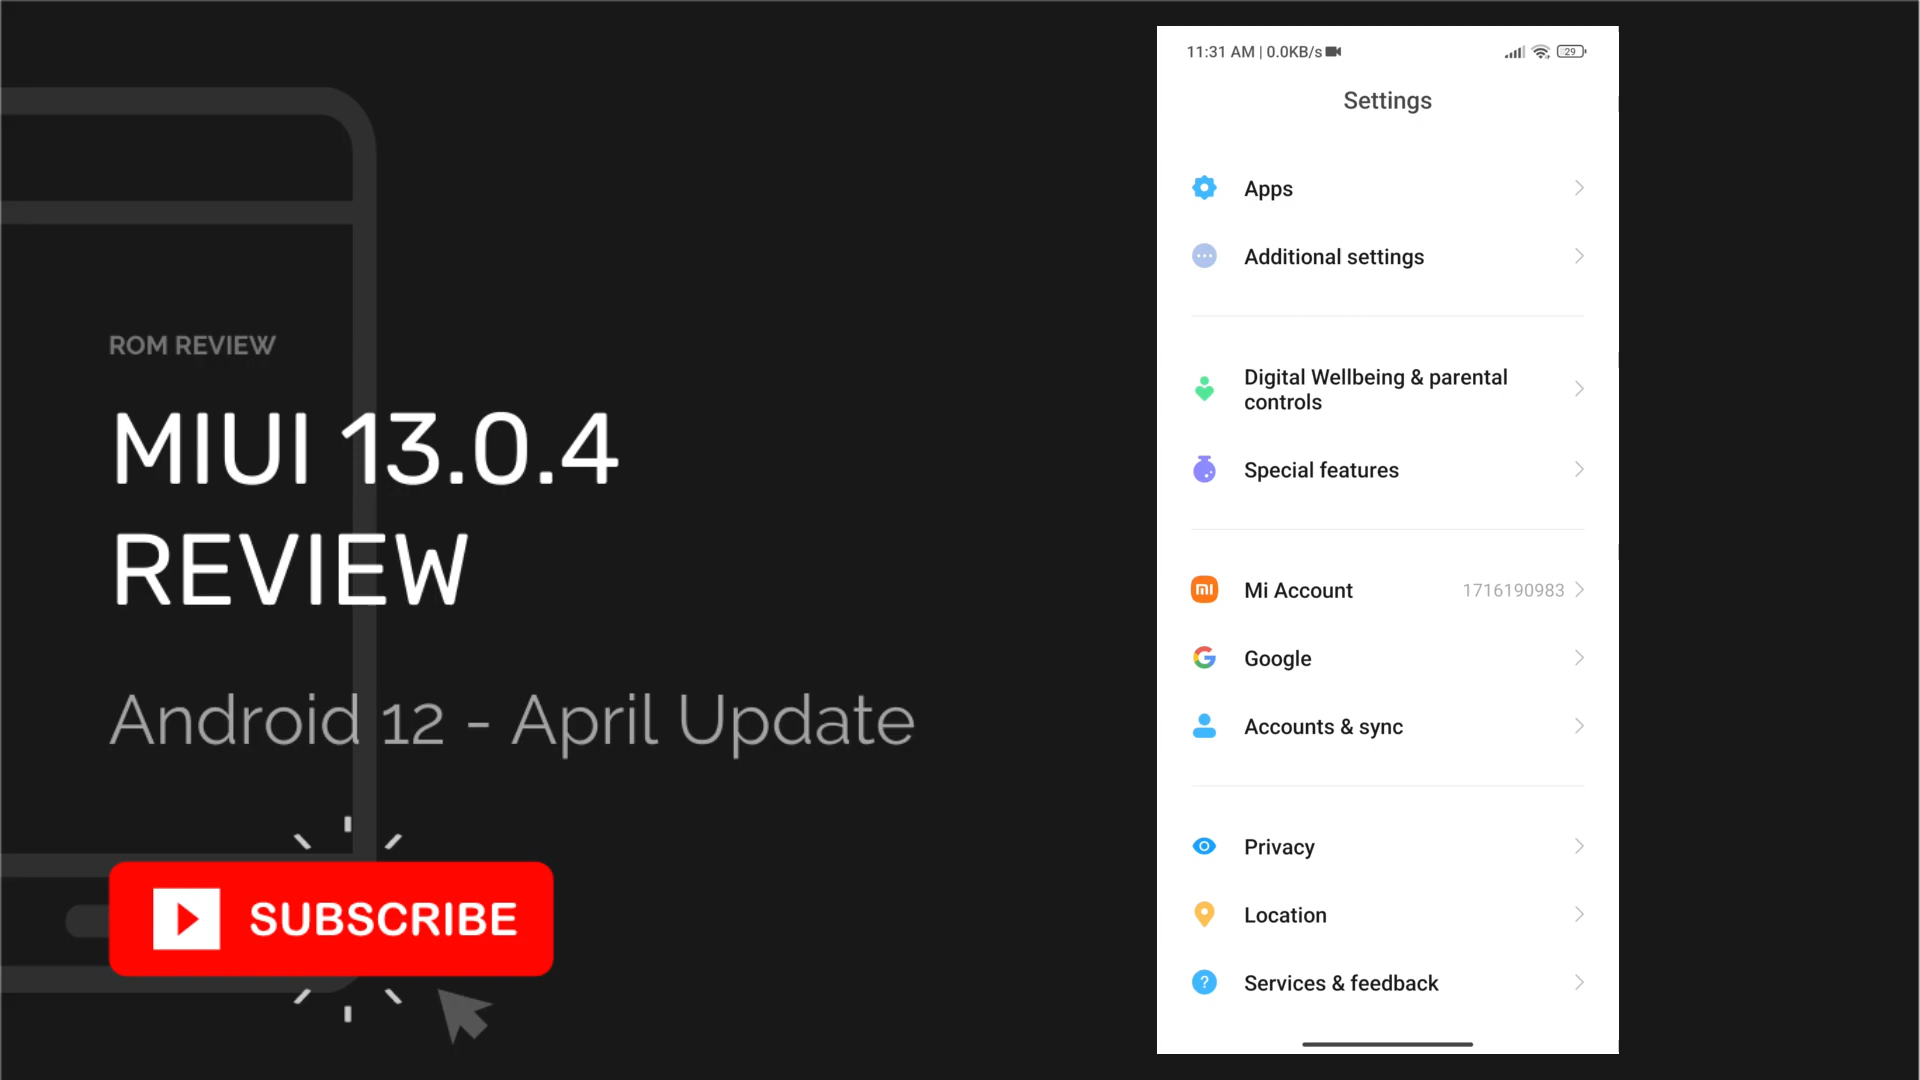 ROM REVIEW
MIUI 13.0.4
REVIEW
Android 12 - April Update
SUBSCRIBE
11:31 AM | 0.0KB/s
29
Settings
Apps
Additional settings
Digital Wellbeing & parental
controls
Special features
Mi Account 1716190983
Google
Accounts & sync
Privacy
Location
Services & feedback